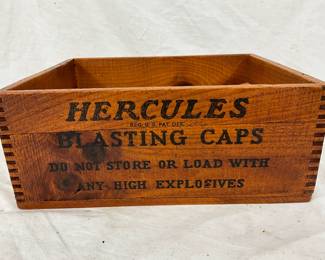 HERCULES
REG. U.S. PAT. OFF.
BLASTING CAPS
DO NOT STORE OR LOAD WITH
ANY HIGH EXPLOSIVES